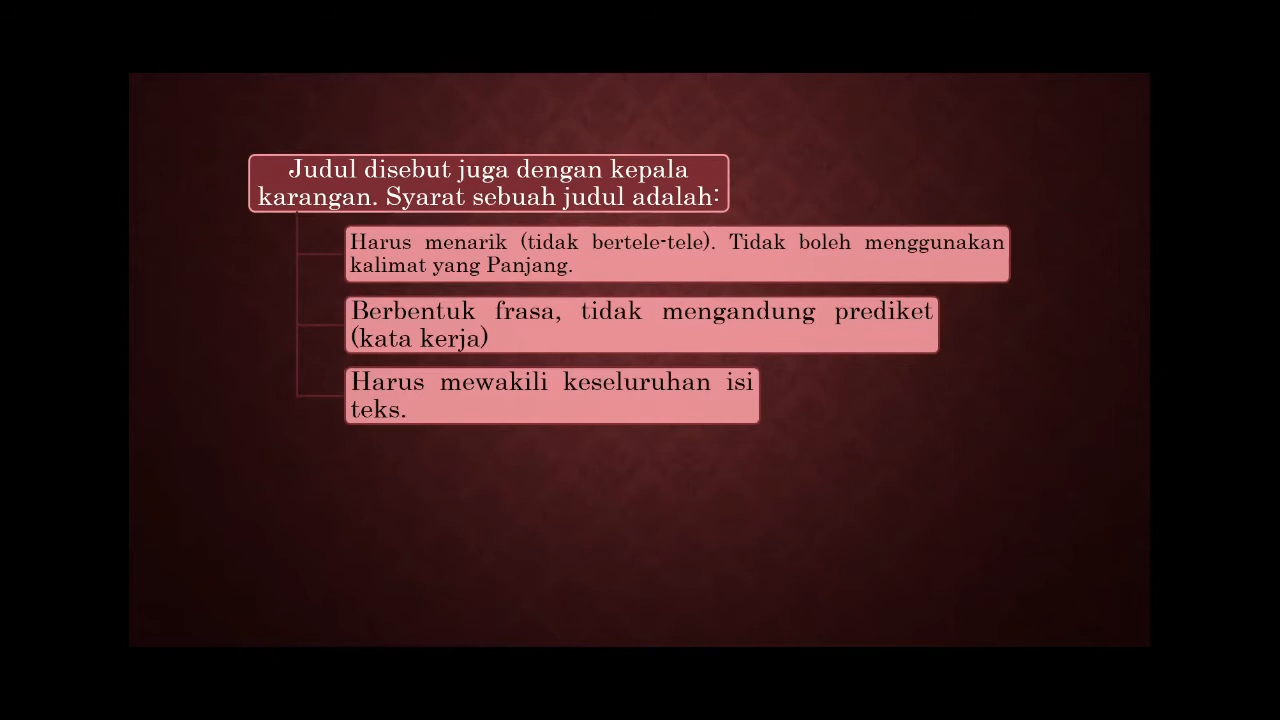 Judul disebut juga dengan kepala
karangan. Syarat sebuah judul adalah:
Harus menarik (tidak bertele-tele). Tidak boleh menggunakan
kalimat yang Panjang.
Berbentuk frasa, tidak mengandung prediket
(kata kerja)
Harus mewakili keseluruhan isi
teks.